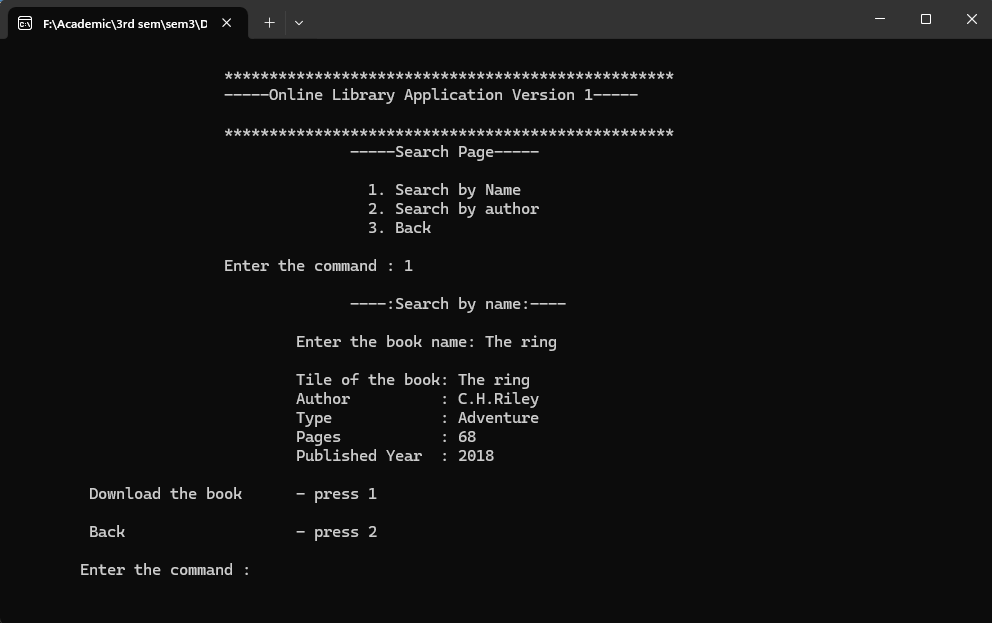 F:\Academic\3rd sem\sem3\D
**************************************************
-----Online Library Application Version 1-----
**************************************************
-----Search Page-----
1. Search by Name
2. Search by author
3. Back
Enter the command : 1
----:Search by name:----
Enter the book name: The ring
Tile of the book: The ring
Author          : C.H.Riley
Type            : Adventure
Pages           : 68
Published Year  : 2018
Download the book      - press 1
Back                   - press 2
Enter the command :